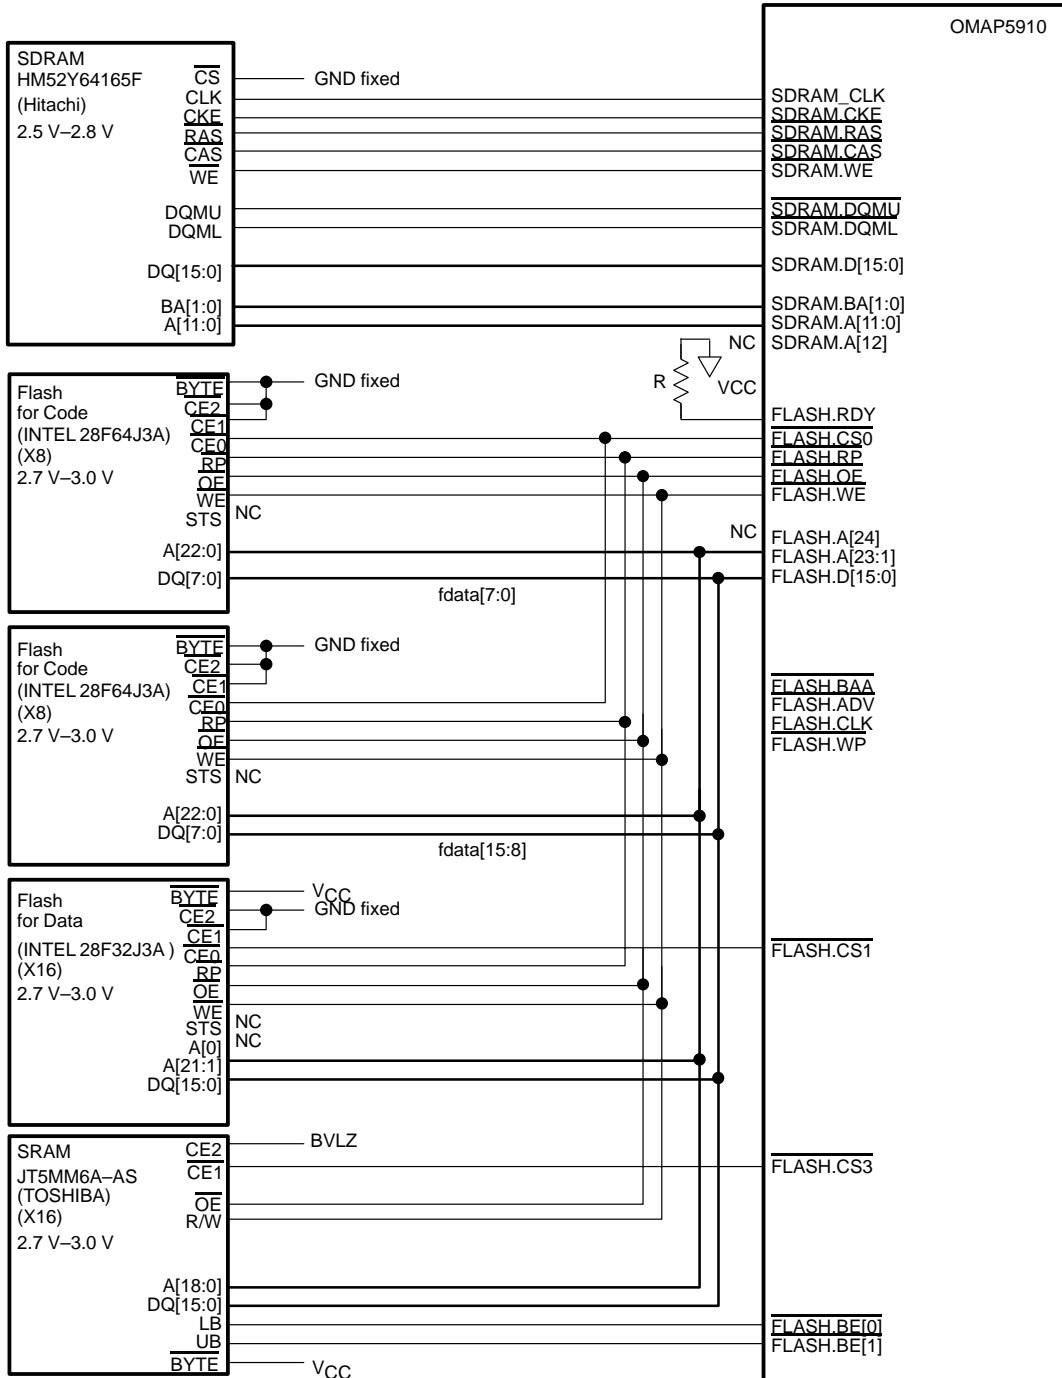 OMAP5910
SDRAM
HM52Y64165F
(Hitachi)
2.5 V–2.8 V
CS
CLK
CKE
RAS
CAS
WE
DQMU
DQML
DQ[15:0]
BA[1:0]
A[11:0]
GND fixed
SDRAM_CLK
SDRAM.CKE
SDRAM.RAS
SDRAM.CAS
SDRAM.WE
SDRAM.DQMU
SDRAM.DQML
SDRAM.D[15:0]
SDRAM.BA[1:0]
SDRAM.A[11:0]
NC SDRAM.A[12]
R
VCC
Flash
for Code
(INTEL 28F64J3A)
(X8)
2.7 V–3.0 V
BYTE
CE2
CE1
CE0
RP
OE
WE
STS NC
A[22:0]
DQ[7:0]
GND fixed
fdata[7:0]
FLASH.RDY
FLASH.CS0
FLASH.RP
FLASH.OE
FLASH.WE
NC FLASH.A[24]
FLASH.A[23:1]
FLASH.D[15:0]
Flash
for Code
(INTEL 28F64J3A)
(X8)
2.7 V–3.0 V
BYTE
CE2
CE1
CE0
RP
OE
WE
STS NC
A[22:0]
DQ[7:0]
GND fixed
fdata[15:8]
FLASH.BAA
FLASH.ADV
FLASH.CLK
FLASH.WP
Flash
for Data
(INTEL 28F32J3A )
(X16)
2.7 V–3.0 V
BYTE
CE2
CE1
CE0
RP
OE
WE
STS NC
A[0] NC
A[21:1]
DQ[15:0]
VCC
GND fixed
FLASH.CS1
SRAM
JT5MM6A–AS
(TOSHIBA)
(X16)
2.7 V–3.0 V
CE2
CE1
OE
R/W
A[18:0]
DQ[15:0]
LB
UB
BYTE
BVLZ
VCC
FLASH.CS3
FLASH.BE[0]
FLASH.BE[1]